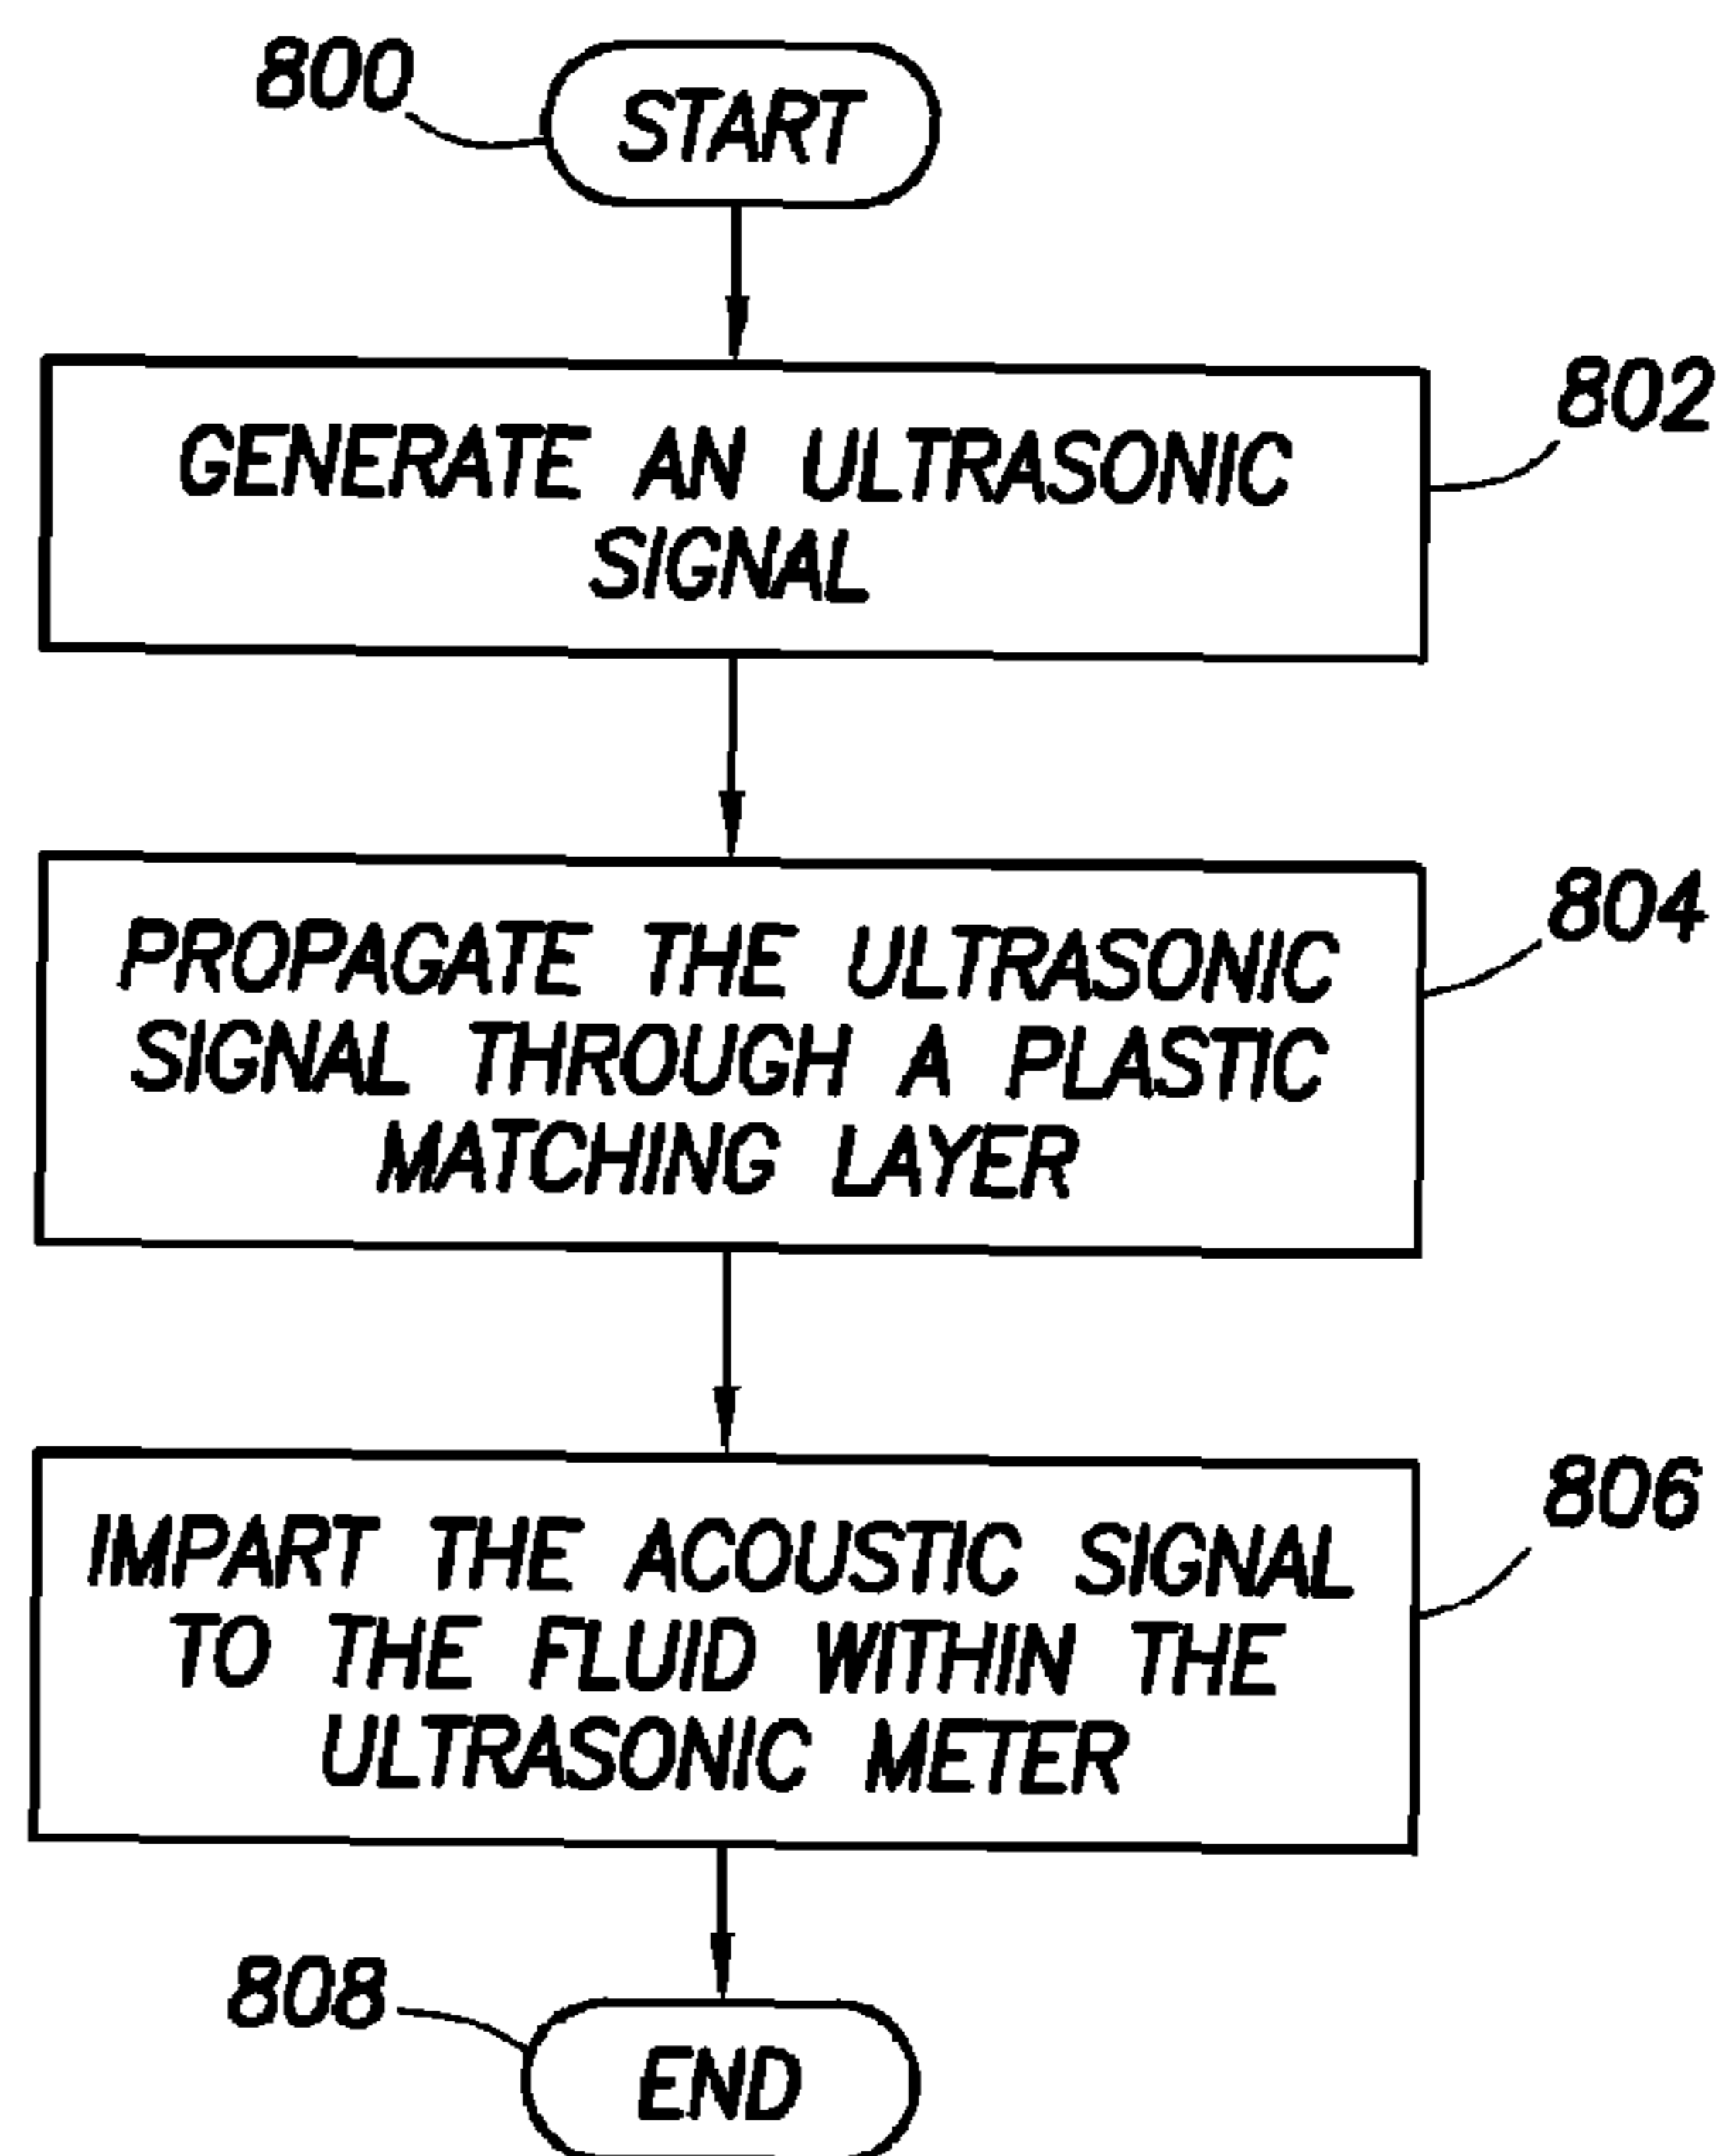 800
START
802
GENERATE AN ULTRASONIC
SIGNAL
804
PROPAGATE THE ULTRASONIC
SIGNAL THROUGH A PLASTIC
MATCHING LAYER
806
IMPART THE ACOUSTIC SIGNAL
TO THE FLUID WITHIN THE
ULTRASONIC METER
808
END